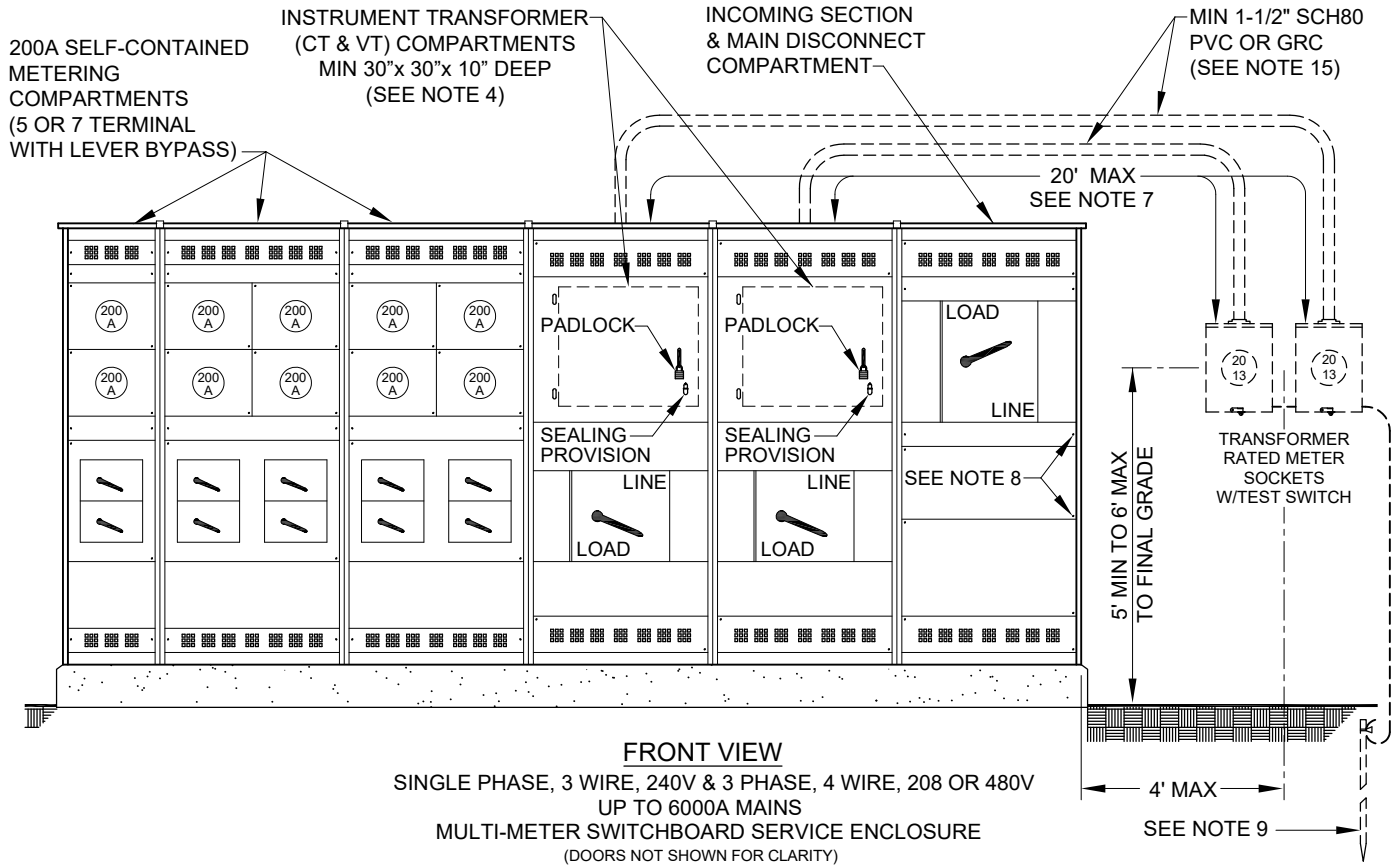 200A SELF-CONTAINED
METERING
COMPARTMENTS
(5 OR 7 TERMINAL
WITH LEVER BYPASS)
INSTRUMENT TRANSFORMER
(CT & VT) COMPARTMENTS
MIN 30”x 30”x 10” DEEP
(SEE NOTE 4)
INCOMING SECTION
& MAIN DISCONNECT
COMPARTMENT
MIN 1-1/2" SCH80
PVC OR GRC
(SEE NOTE 15)
20' MAX
SEE NOTE 7
200
A
200
A
200
A
200
A
200
A
200
A
200
A
200
A
200
A
200
A
PADLOCK
SEALING
PROVISION
LINE
LOAD
PADLOCK
SEALING
PROVISION
LINE
LOAD
LOAD
LINE
SEE NOTE 8
20
13
20
13
TRANSFORMER
RATED METER
SOCKETS
W/TEST SWITCH
5' MIN TO 6' MAX
TO FINAL GRADE
4' MAX
SEE NOTE 9
FRONT VIEW
SINGLE PHASE, 3 WIRE, 240V & 3 PHASE, 4 WIRE, 208 OR 480V
UP TO 6000A MAINS
MULTI-METER SWITCHBOARD SERVICE ENCLOSURE
(DOORS NOT SHOWN FOR CLARITY)